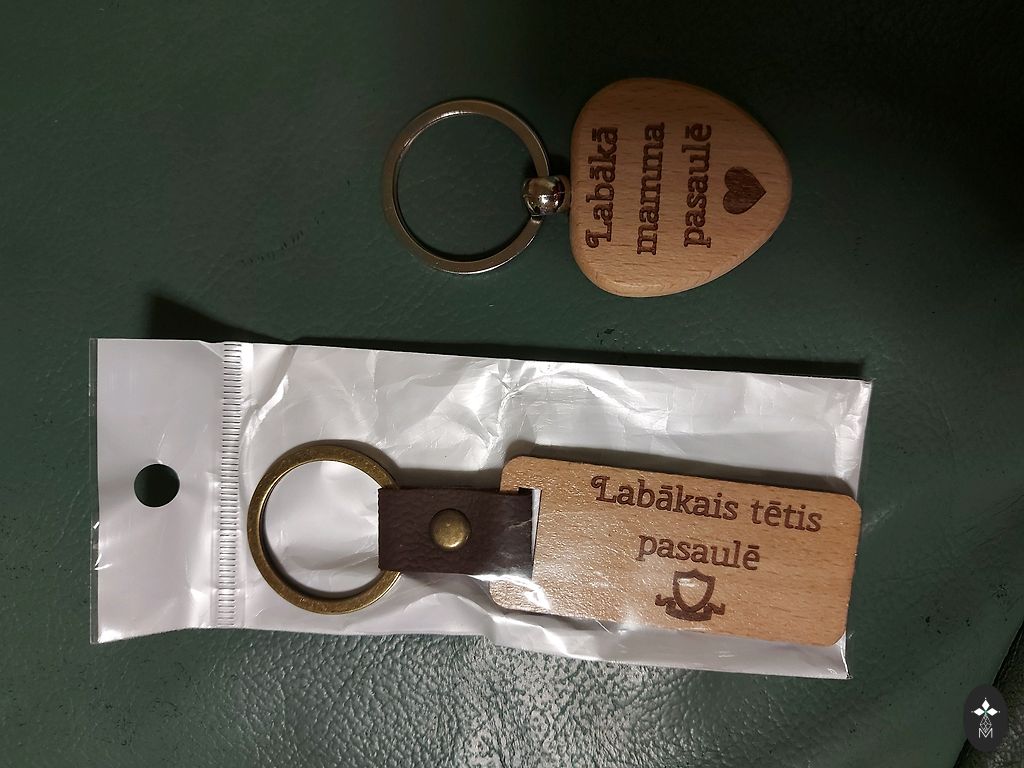 Labākā
mamma
pasaulē
Labākais tētis
pasaulē
M